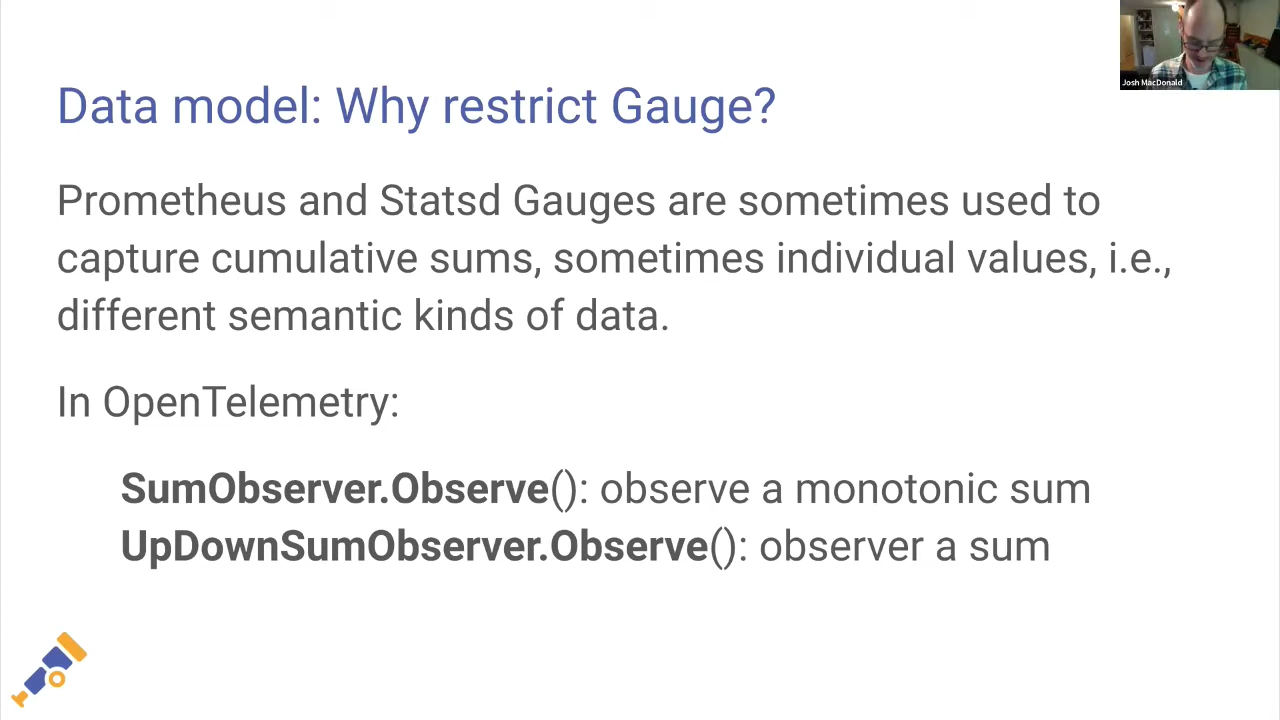 Data model: Why restrict Gauge?
Prometheus and Statsd Gauges are sometimes used to
capture cumulative sums, sometimes individual values, i.e.,
different semantic kinds of data.
In OpenTelemetry:
SumObserver.Observe(): observe a monotonic sum
UpDownSumObserver.Observe(): observer a sum
Josh MacDonald